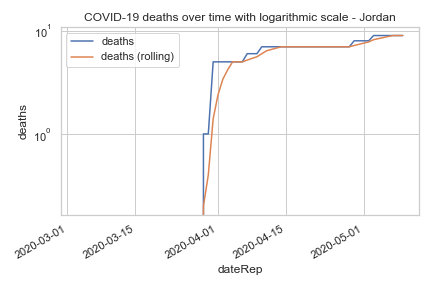 COVID-19 deaths over time with logarithmic scale - Jordan
deaths
deaths (rolling)
10¹
10⁰
deaths
2020-03-01
2020-03-15
2020-04-01
2020-04-15
2020-05-01
dateRep